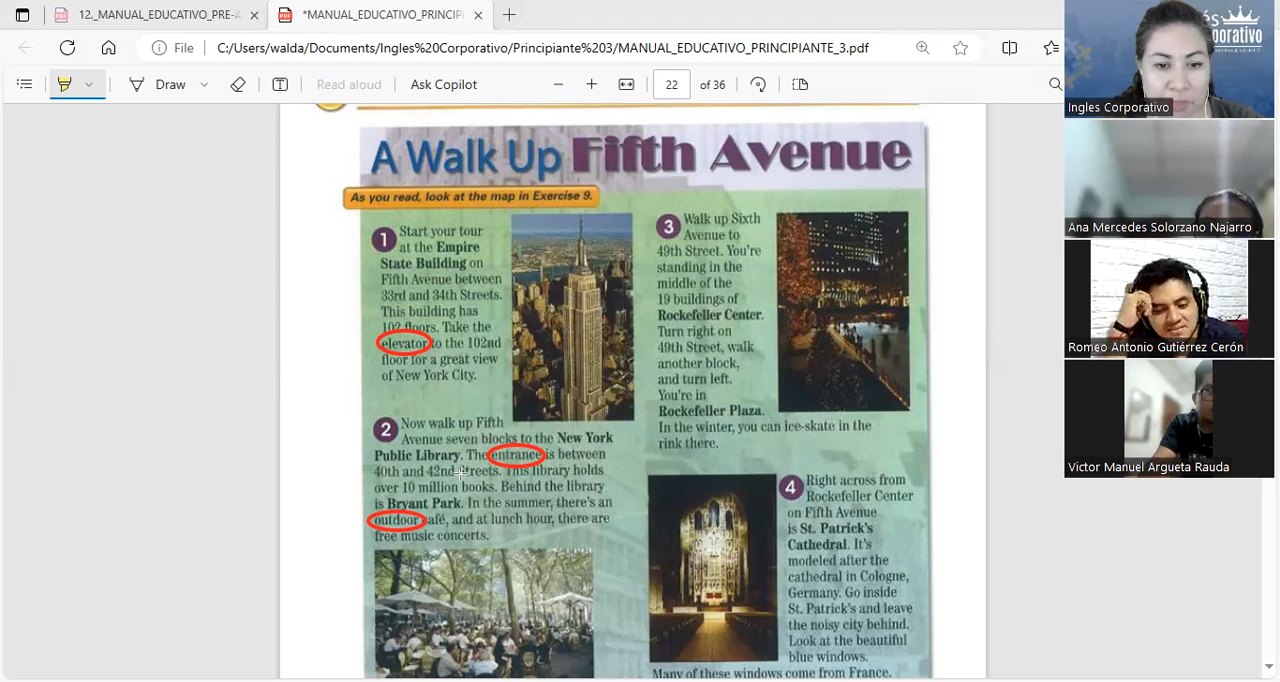 12._MANUAL_EDUCATIVO_PRE-A
*MANUAL_EDUCATIVO_PRINCIPI
File
C:/Users/walda/Documents/Ingles%20Corporativo/Principiante%203/MANUAL_EDUCATIVO_PRINCIPIANTE_3.pdf
Draw
Read aloud
Ask Copilot
22
of 36
A Walk Up Fifth Avenue
As you read, look at the map in Exercise 9.
1 Start your tour
at the Empire
State Building on
Fifth Avenue between
33rd and 34th Streets.
This building has
102 floors. Take the
elevator to the 102nd
floor for a great view
of New York City.
2 Now walk up Fifth
Avenue seven blocks to the New York
Public Library. The entrance is between
40th and 42nd Streets. This library holds
over 10 million books. Behind the library
is Bryant Park. In the summer, there's an
outdoor café, and at lunch hour, there are
free music concerts.
3 Walk up Sixth
Avenue to
49th Street. You're
standing in the
middle of the
19 buildings of
Rockefeller Center.
Turn right on
49th Street, walk
another block,
and turn left.
You're in
Rockefeller Plaza.
In the winter, you can ice-skate in the
rink there.
4 Right across from
Rockefeller Center
on Fifth Avenue
is St. Patrick's
Cathedral. It's
modeled after the
cathedral in Cologne,
Germany. Go inside
St. Patrick's and leave
the noisy city behind.
Look at the beautiful
blue windows.
Many of these windows come from France.
Ingles Corporativo
Ana Mercedes Solorzano Najarro
Romeo Antonio Gutiérrez Cerón
Victor Manuel Argueta Rauda